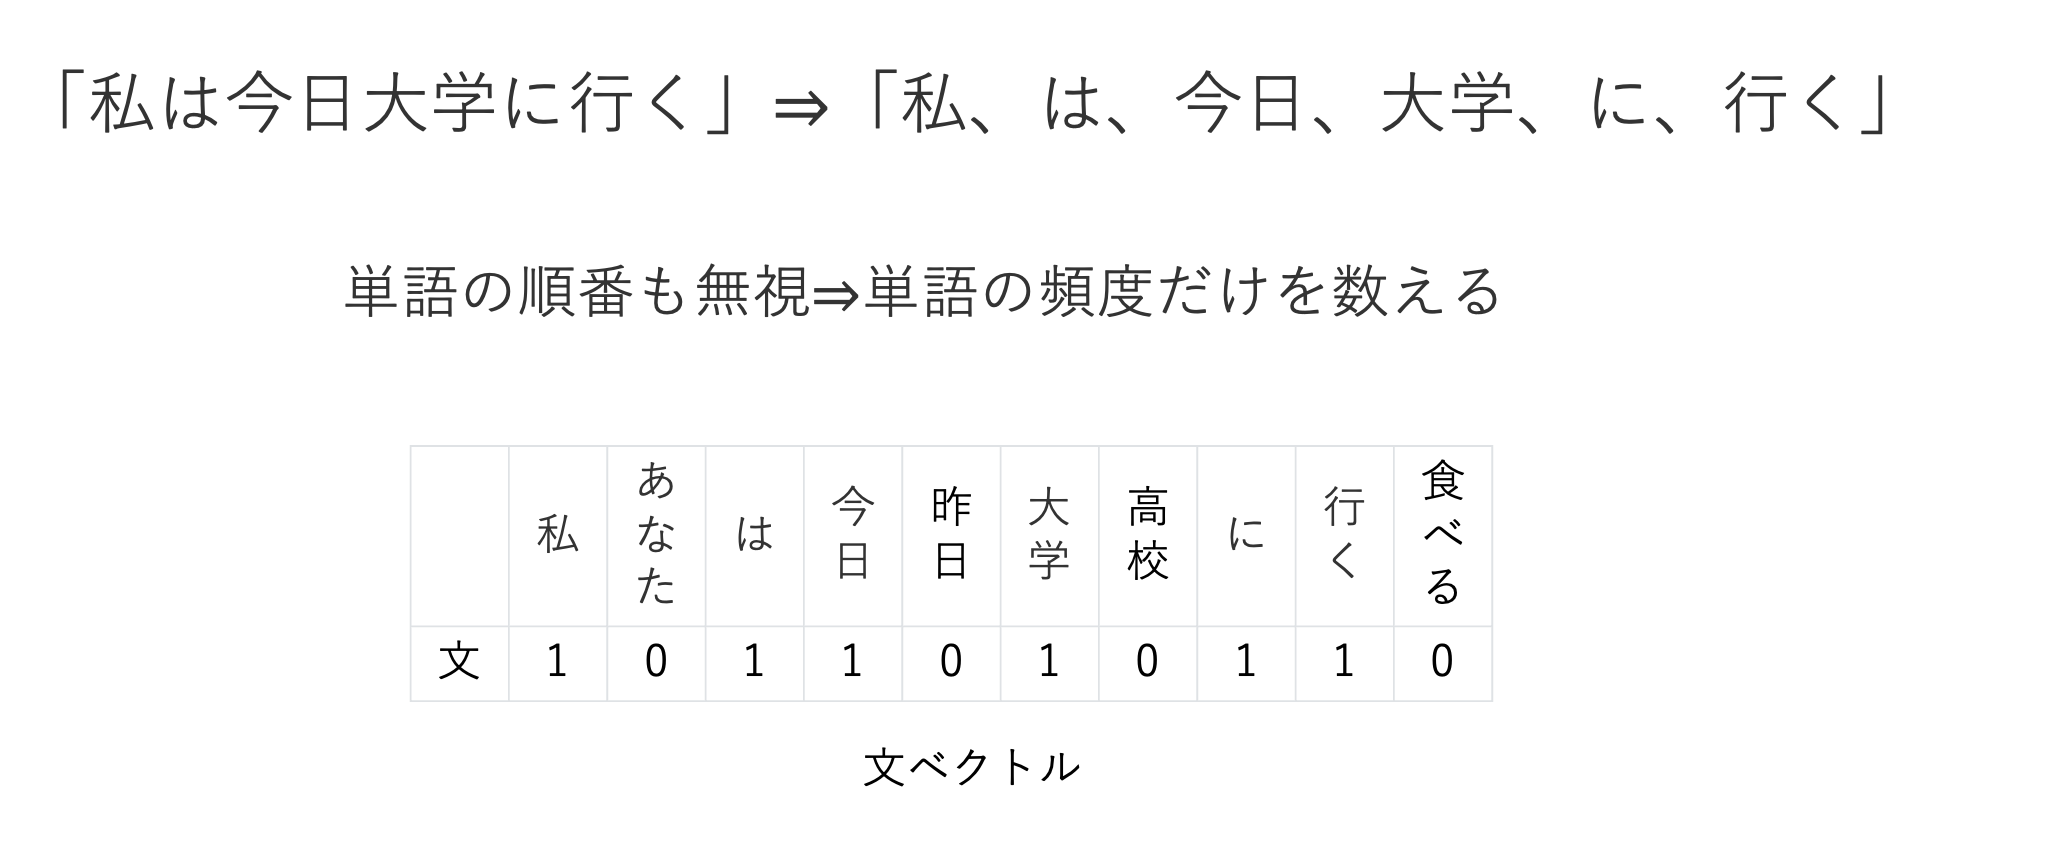 「私は今日大学に行く」⇒「私、は、今日、大学、に、行く」
単語の順番も無視⇒単語の頻度だけを数える
私 あなた は 今日 昨日 大学 高校 に 行く 食べる
文 1 0 1 1 0 1 0 1 1 0
文ベクトル